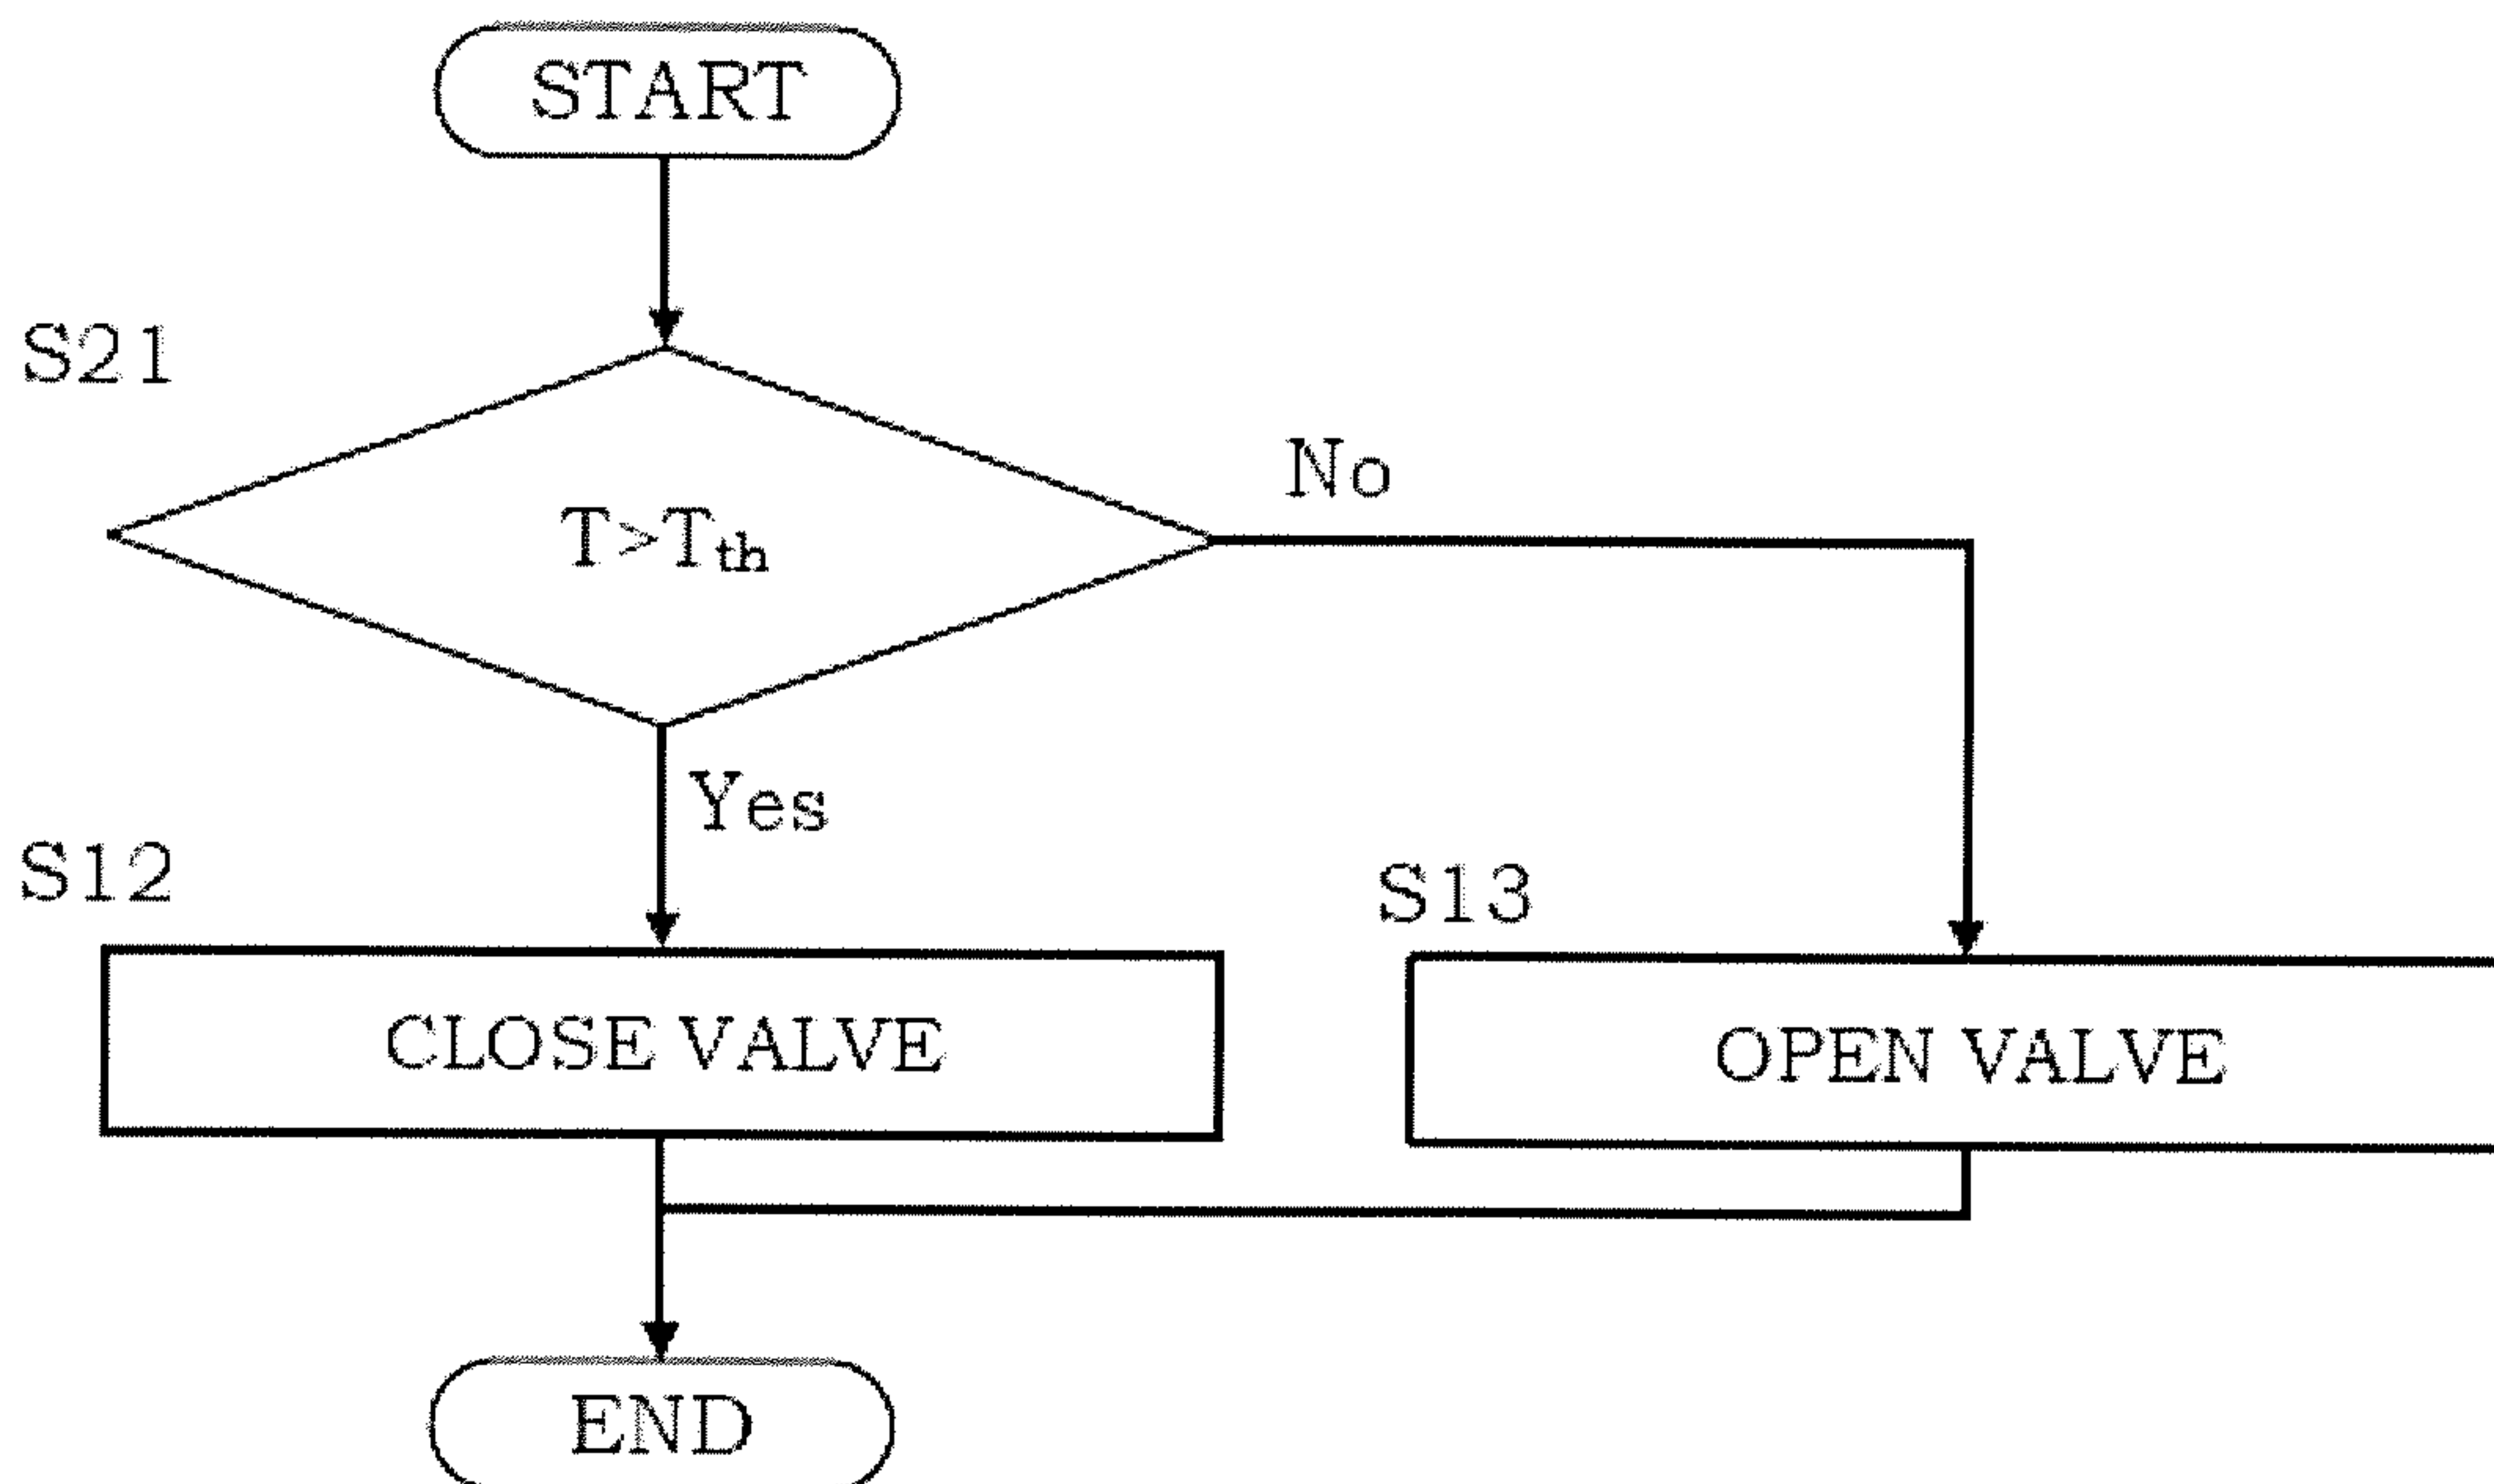 START
S21
No
T>Tth
Yes
S12
S13
CLOSE VALVE
OPEN VALVE
END